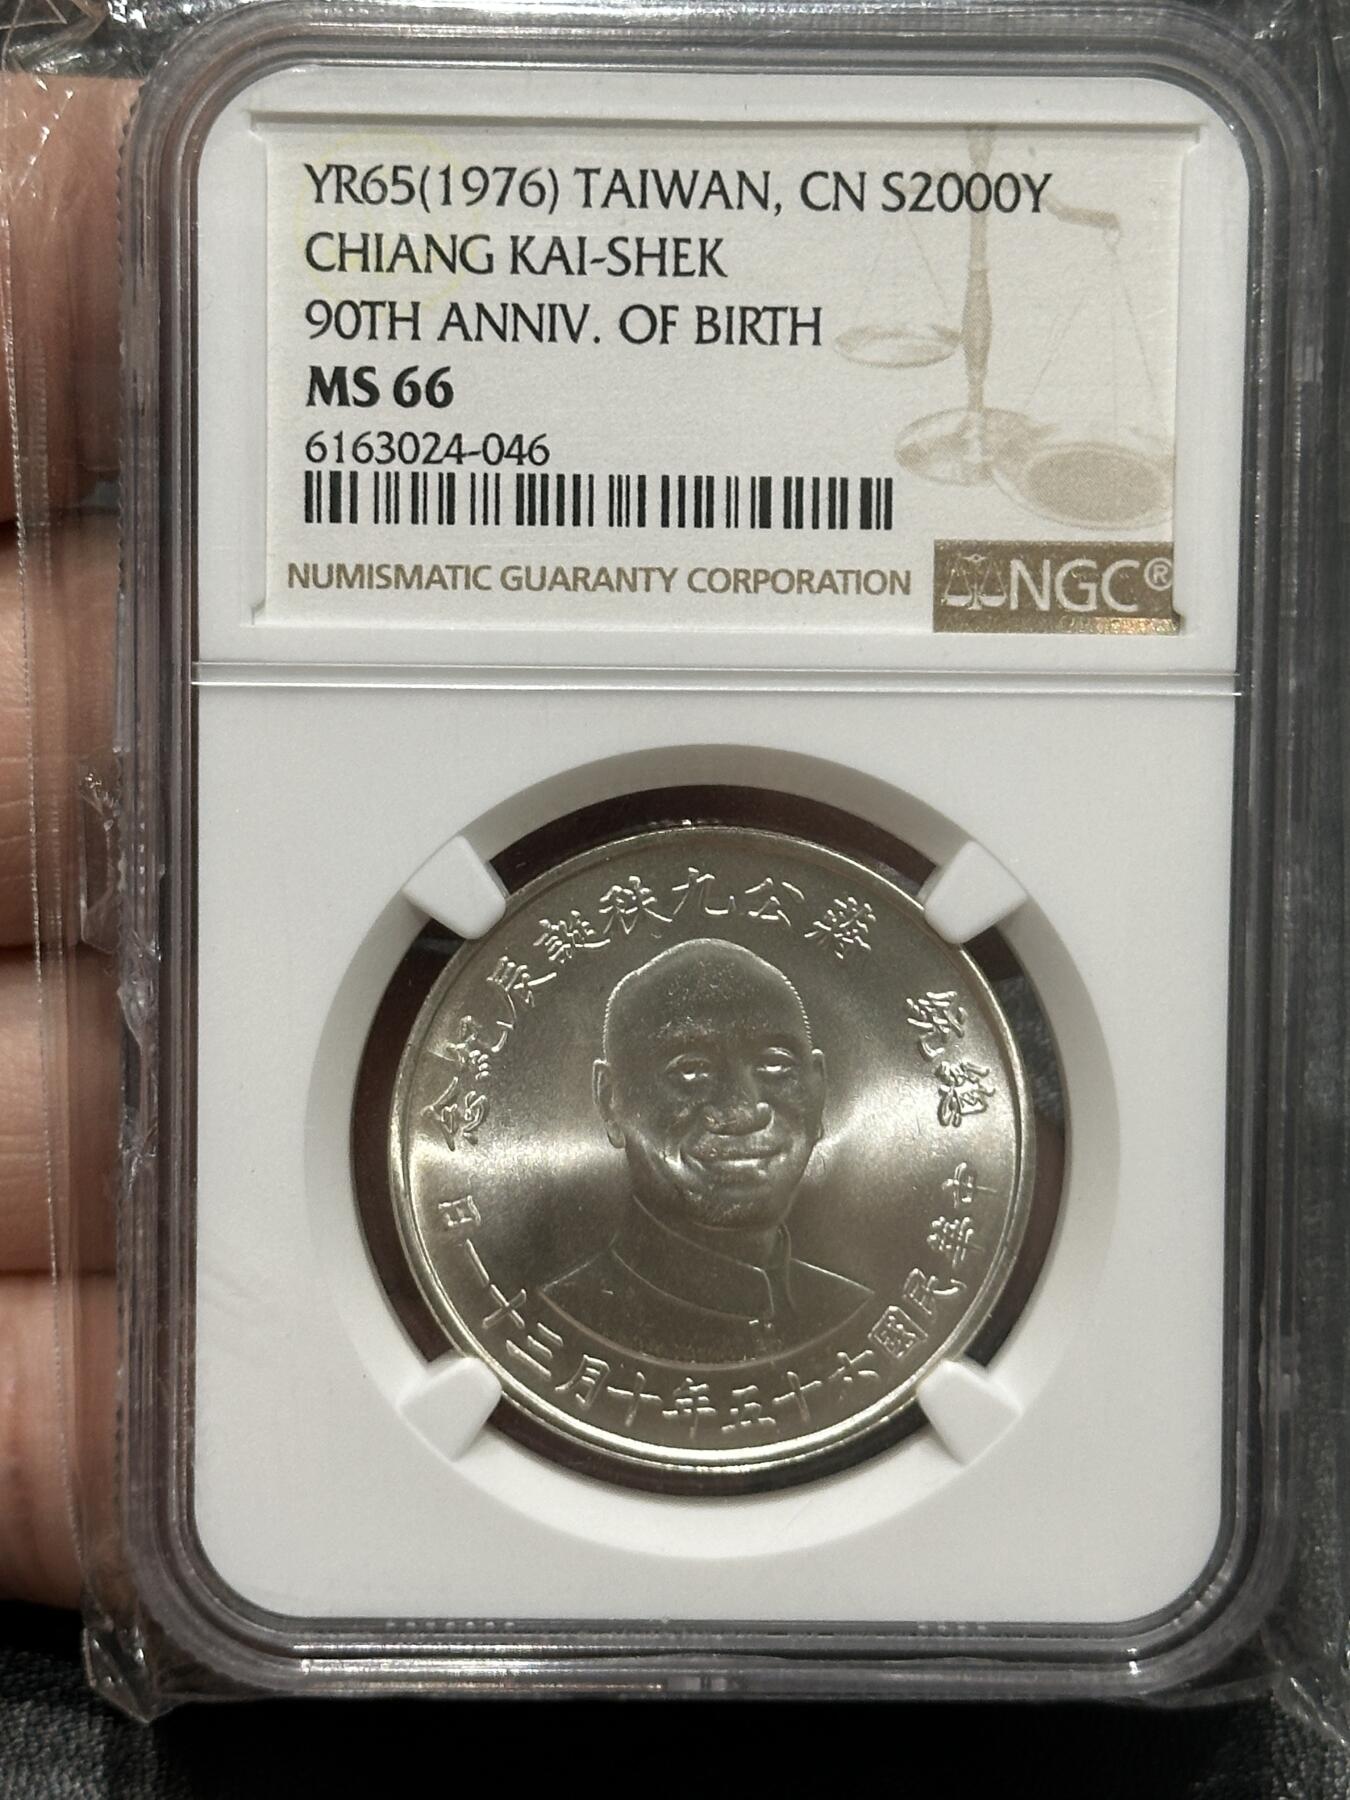 YR65(1976) TAIWAN, CN S2000Y
CHIANG KAI-SHEK
90TH ANNIV. OF BIRTH
MS 66
6163024-046
NUMISMATIC GUARANTY CORPORATION
NGC®
總統 蔣公九秩誕辰紀念
中華民國六十五年十月三十一日